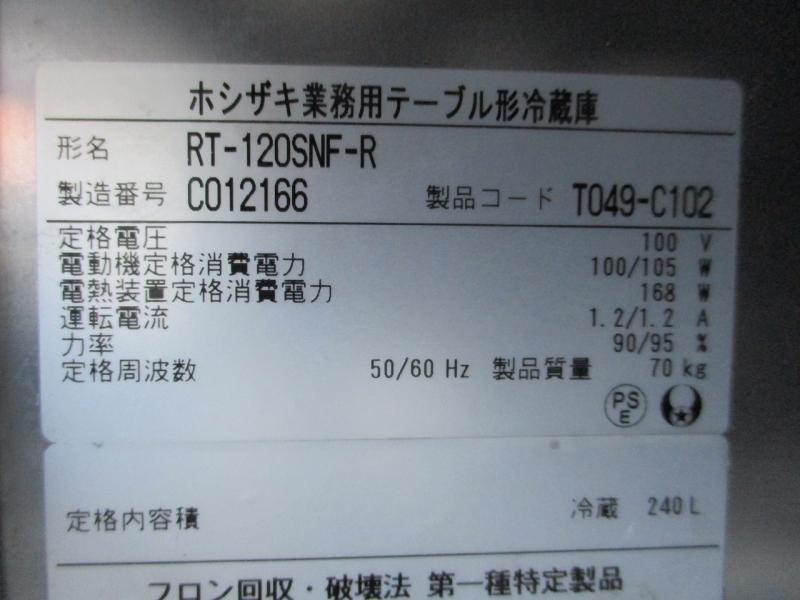 ホシザキ業務用テーブル形冷蔵庫
形名 RT-120SNF-R
製造番号 C012166 製品コード T049-C102
定格電圧 100 V
電動機定格消費電力 100/105 W
電熱装置定格消費電力 168 W
運転電流 1.2/1.2 A
力率 90/95 %
定格周波数 50/60 Hz 製品質量 70 kg
PS
E
定格内容積 冷蔵 240 L
フロン回収・破壊法 第一種特定製品